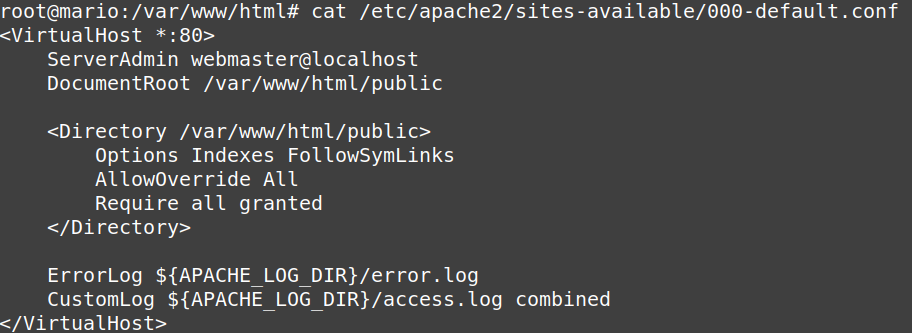 root@mario:/var/www/html# cat /etc/apache2/sites-available/000-default.conf
<VirtualHost *:80>
    ServerAdmin webmaster@localhost
    DocumentRoot /var/www/html/public

    <Directory /var/www/html/public>
        Options Indexes FollowSymLinks
        AllowOverride All
        Require all granted
    </Directory>

    ErrorLog ${APACHE_LOG_DIR}/error.log
    CustomLog ${APACHE_LOG_DIR}/access.log combined
</VirtualHost>